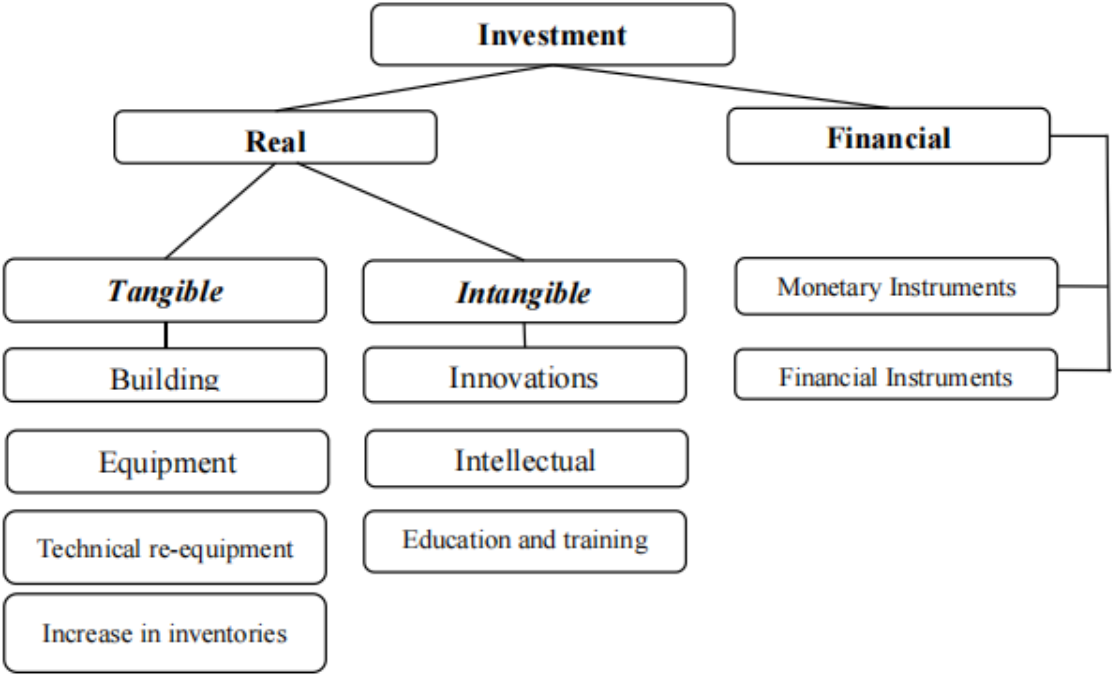 Investment
Real
Financial
Tangible
Intangible
Monetary Instruments
Building
Innovations
Financial Instruments
Equipment
Intellectual
Technical re-equipment
Education and training
Increase in inventories